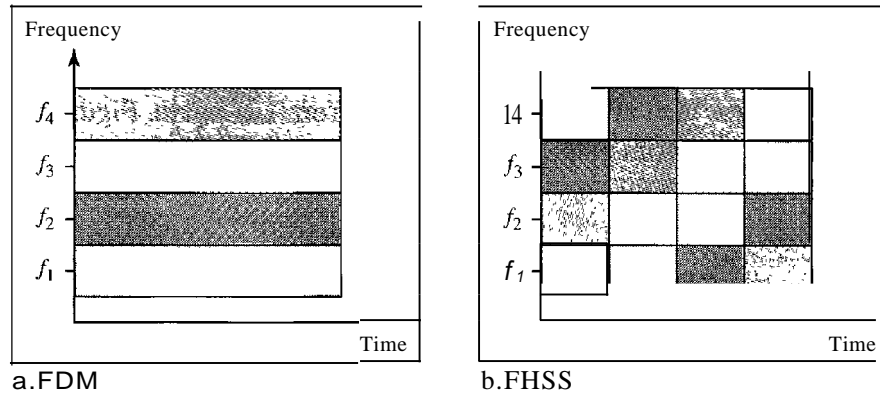 Frequency
f4
f3
f2
f1
Time
a.FDM
Frequency
14
f3
f2
f1
Time
b.FHSS